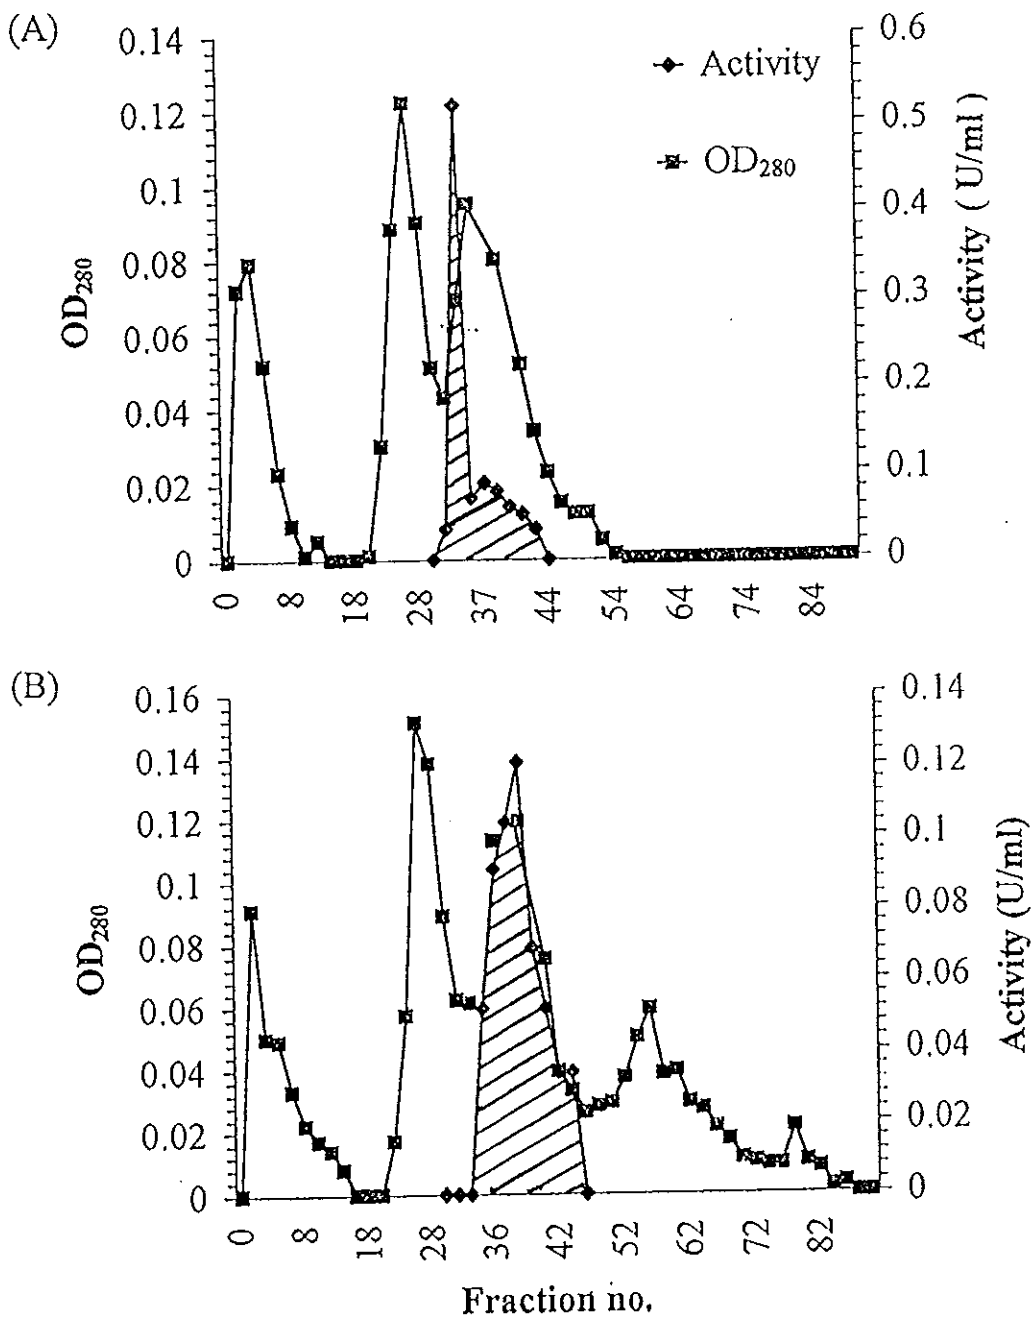 (A)
0.14
0.12
0.1
0.08
0.06
0.04
0.02
0
OD280
0.6
0.5
0.4
0.3
0.2
0.1
0
Activity ( U/ml )
Activity
OD280
0 8 18 28 37 44 54 64 74 84
(B)
0.16
0.14
0.12
0.1
0.08
0.06
0.04
0.02
0
OD280
0.14
0.12
0.1
0.08
0.06
0.04
0.02
0
Activity (U/ml)
0 8 18 28 36 42 52 62 72 82
Fraction no.